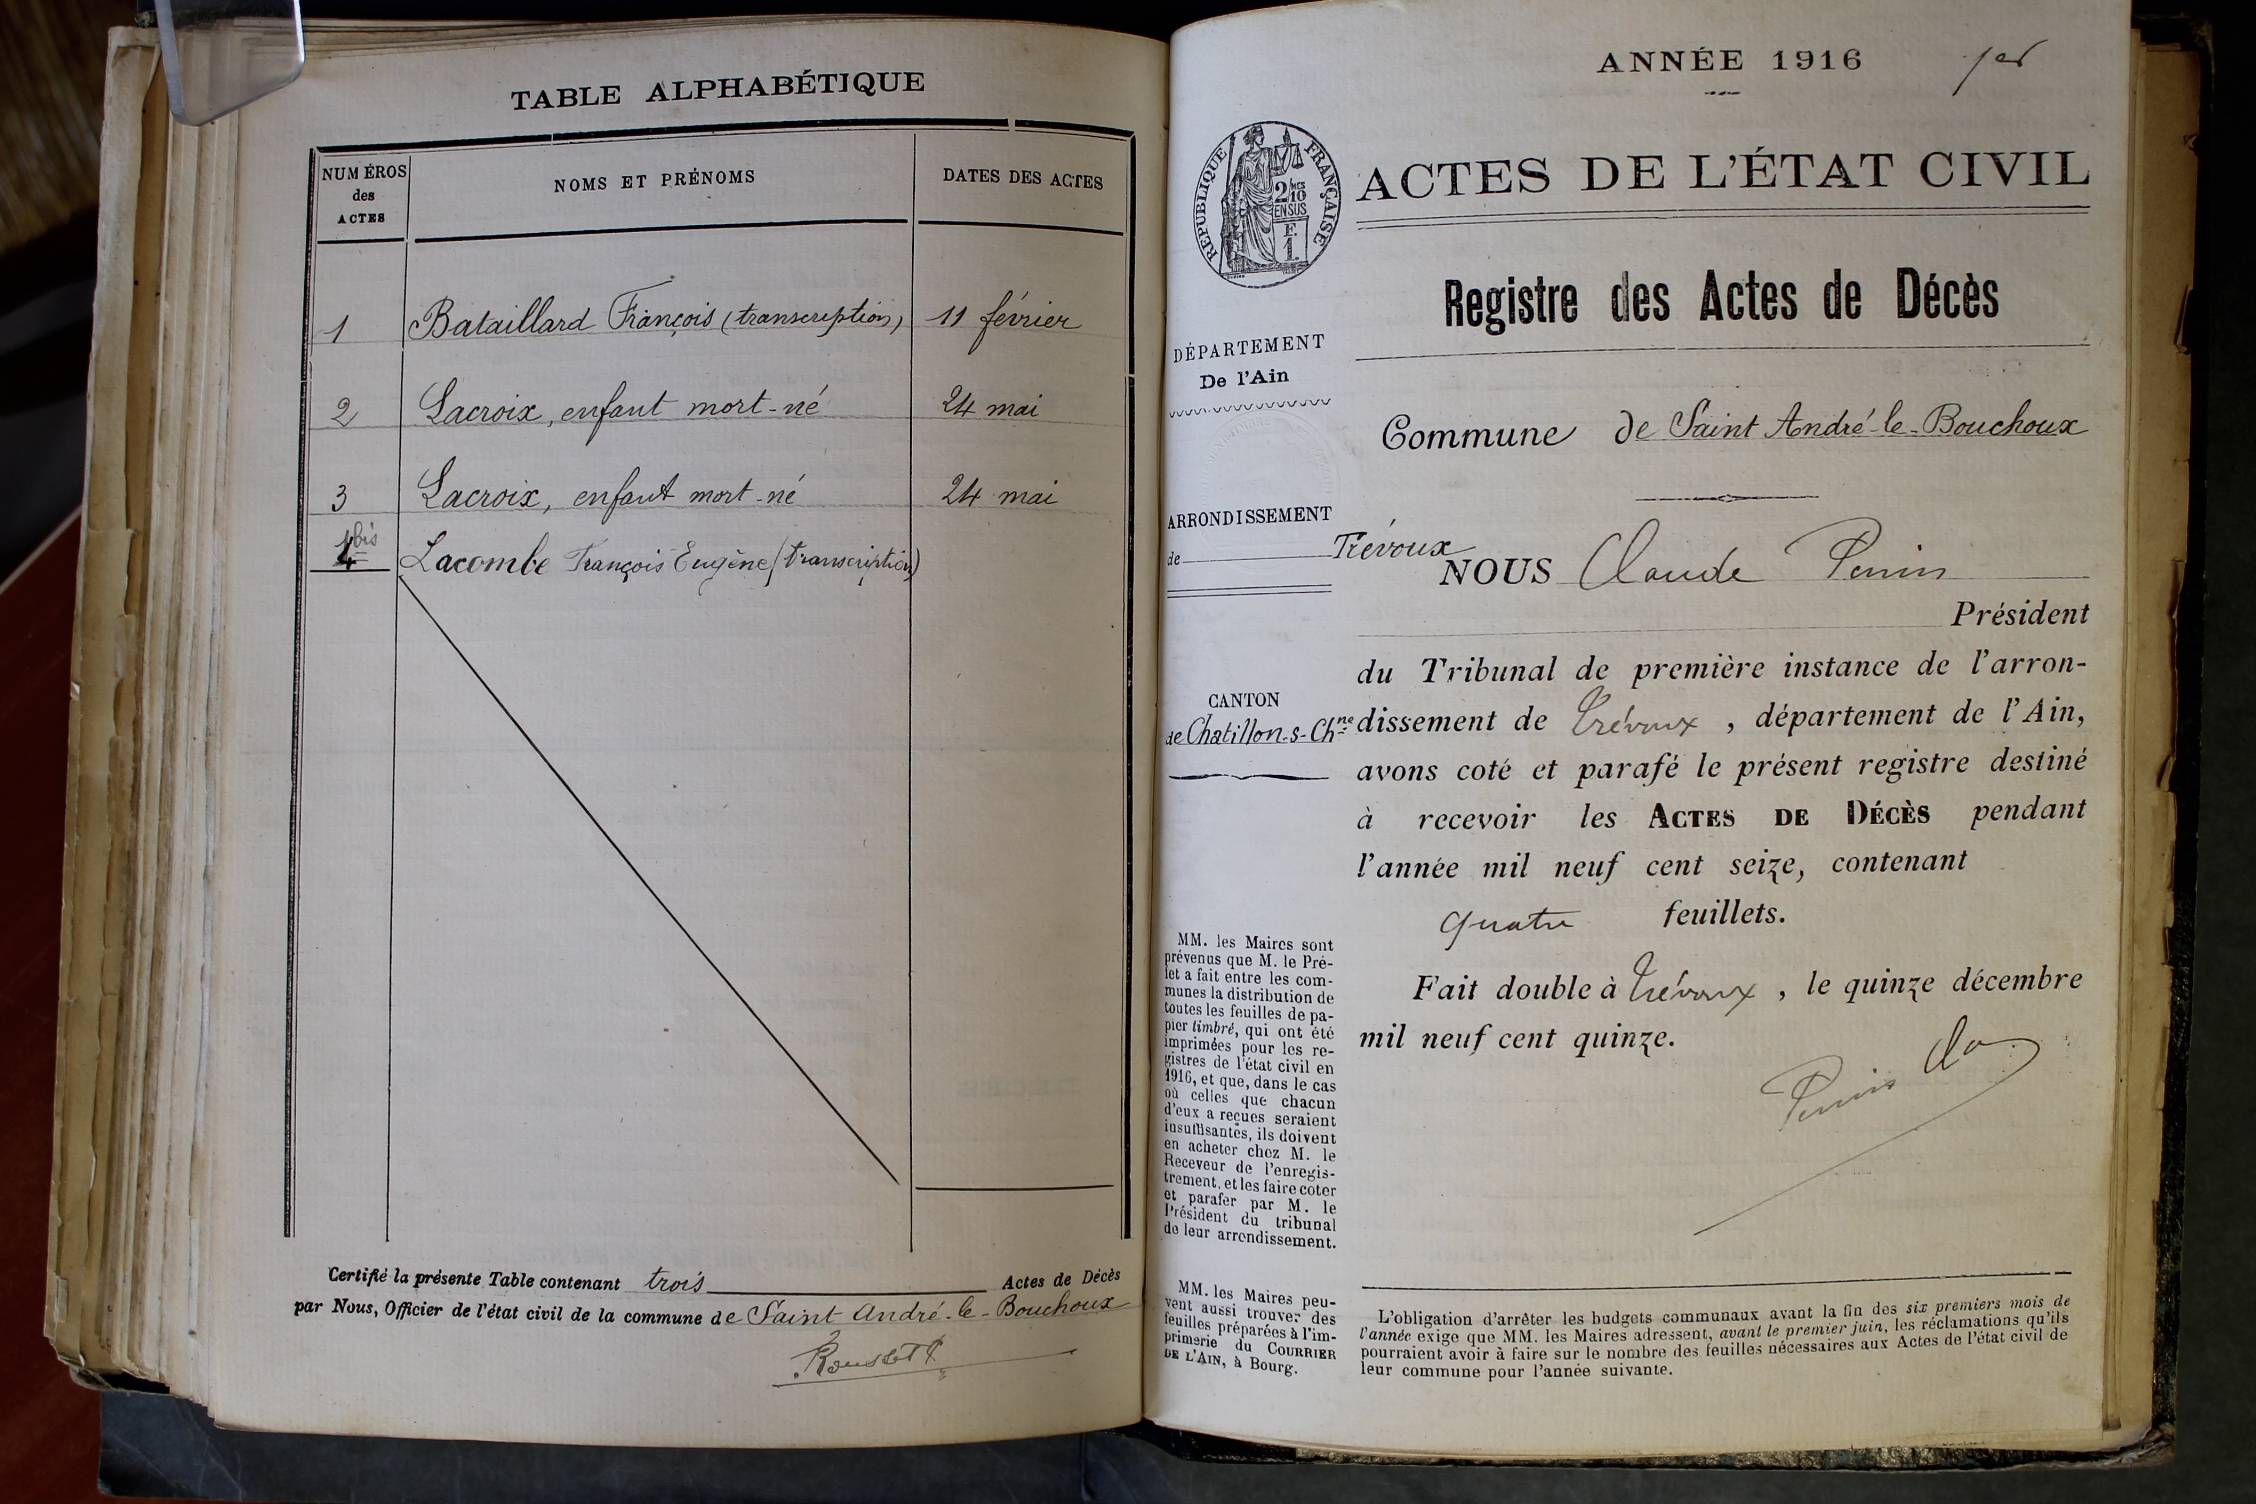 TABLE ALPHABÉTIQUE
NUMÉROS
des
ACTES
NOMS ET PRÉNOMS
DATES DES ACTES
1 Bataillard François (transcription) 11 février
2 Lacroix, enfant mort-né 24 mai
3 Lacroix, enfant mort-né 24 mai
bis
Lacombe François Eugène (transcription)
Certifié la présente Table contenant trois Actes de Décès
par Nous, Officier de l'état civil de la commune de Saint André-le-Bouchoux
ANNÉE 1916 1er
RÉPUBLIQUE FRANÇAISE
2/10
EN SUS
F.
1.
ACTES DE L'ÉTAT CIVIL
Registre des Actes de Décès
DÉPARTEMENT
De l'Ain
Commune de Saint André-le-Bouchoux
ARRONDISSEMENT
de Trévoux
CANTON
de Chatillon-s-Chne
MM. les Maires sont
prévenus que M. le Pré-
fet a fait entre les com-
munes la distribution de
toutes les feuilles de pa-
pier timbré, qui ont été
imprimées pour les re-
gistres de l'état civil en
1916, et que, dans le cas
où celles que chacun
d'eux a reçues seraient
insuffisantes, ils doivent
en acheter chez M. le
Receveur de l'enregis-
trement, et les faire coter
et parafer par M. le
Président du tribunal
de leur arrondissement.
MM. les Maires peu-
vent aussi trouver des
feuilles préparées à l'im-
primerie du COURRIER
DE L'AIN, à Bourg.
NOUS Claude Perrin
Président
du Tribunal de première instance de l'arron-
dissement de Trévoux, département de l'Ain,
avons coté et parafé le présent registre destiné
à recevoir les ACTES DE DÉCÈS pendant
l'année mil neuf cent seize, contenant
quatre feuillets.
Fait double à Trévoux, le quinze décembre
mil neuf cent quinze.
Perrin Cla
L'obligation d'arrêter les budgets communaux avant la fin des six premiers mois de
l'année exige que MM. les Maires adressent, avant le premier juin, les réclamations qu'ils
pourraient avoir à faire sur le nombre des feuilles nécessaires aux Actes de l'état civil de
leur commune pour l'année suivante.